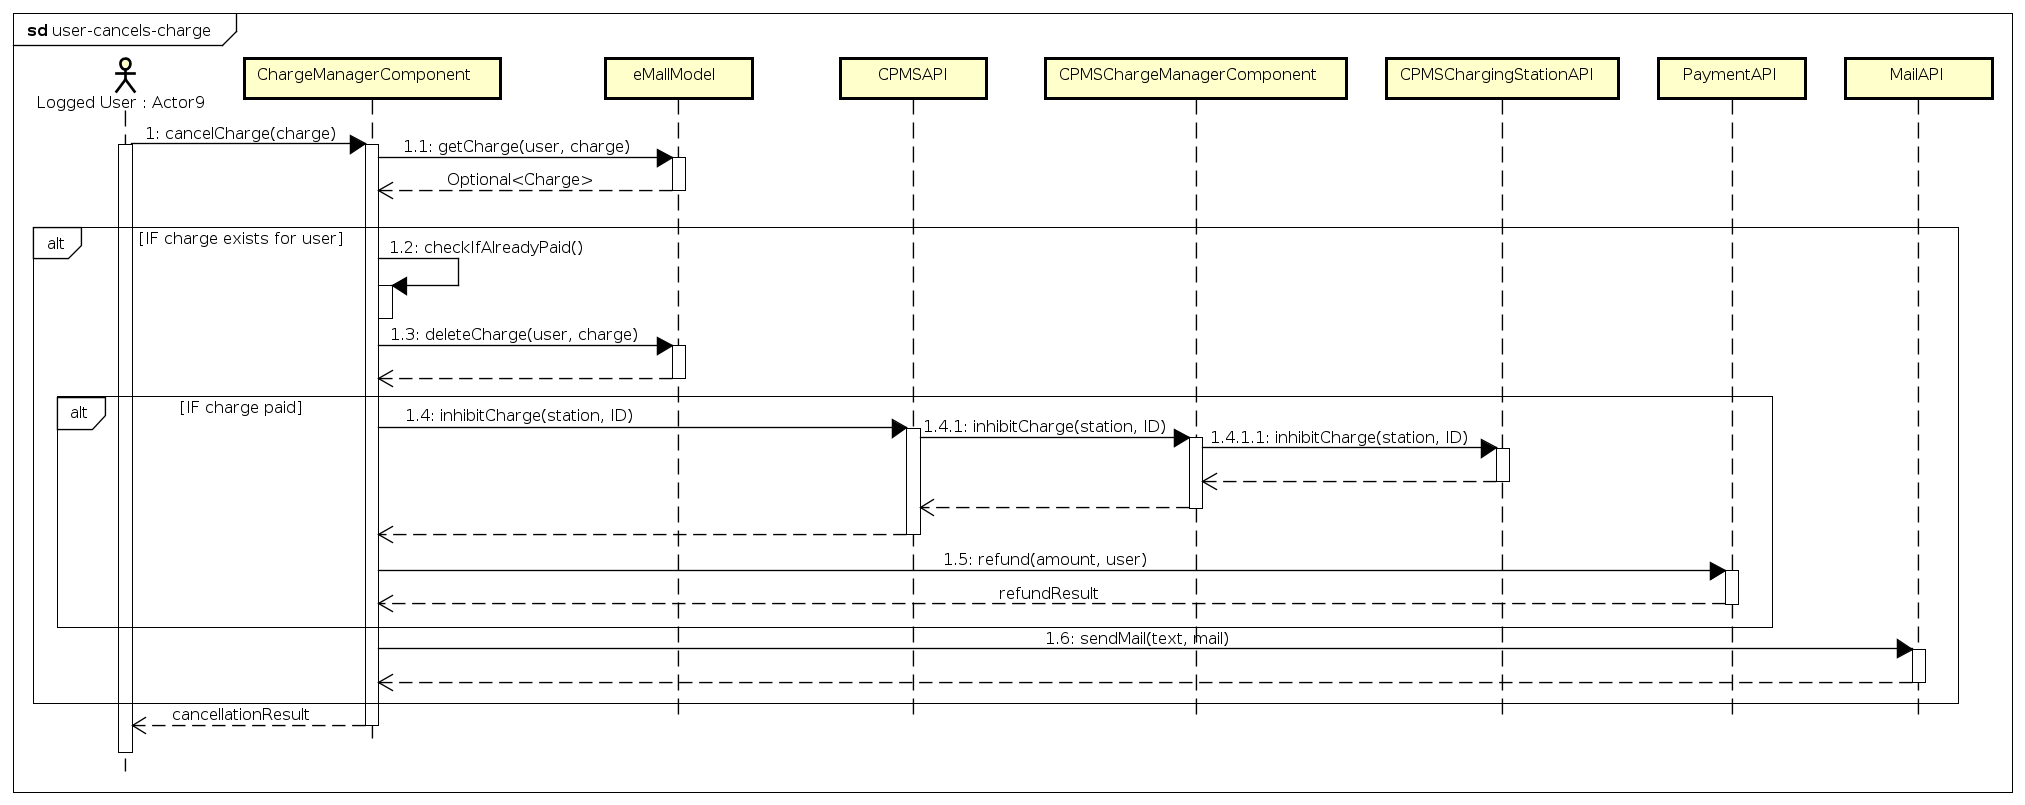 sd user-cancels-charge
Logged User : Actor9
ChargeManagerComponent
eMallModel
CPMSAPI
CPMSChargeManagerComponent
CPMSChargingStationAPI
PaymentAPI
MailAPI
1: cancelCharge(charge)
1.1: getCharge(user, charge)
Optional<Charge>
alt
[IF charge exists for user]
1.2: checkIfAlreadyPaid()
1.3: deleteCharge(user, charge)
alt
[IF charge paid]
1.4: inhibitCharge(station, ID)
1.4.1: inhibitCharge(station, ID)
1.4.1.1: inhibitCharge(station, ID)
1.5: refund(amount, user)
refundResult
1.6: sendMail(text, mail)
cancellationResult